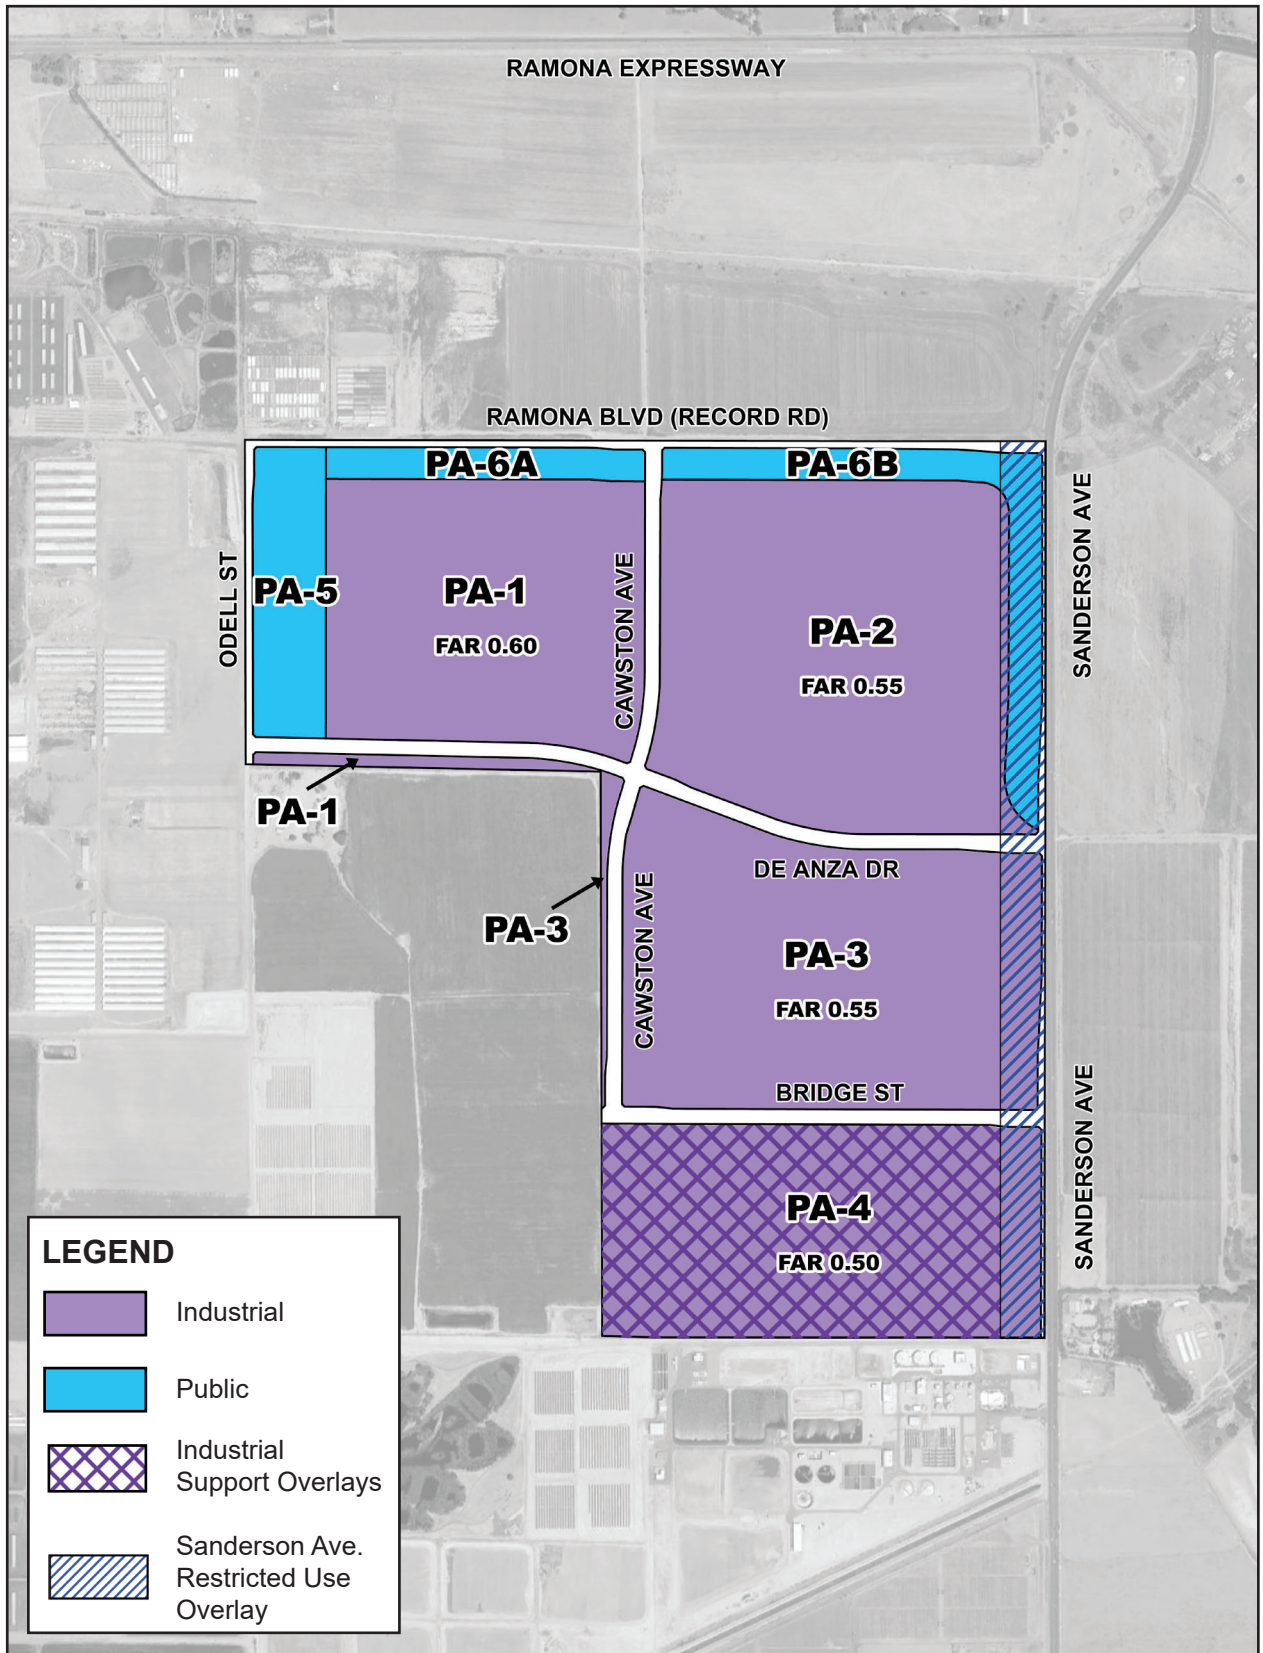 RAMONA EXPRESSWAY
RAMONA BLVD (RECORD RD)
PA-6A
PA-6B
ODELL ST
PA-5
PA-1
FAR 0.60
CAWSTON AVE
PA-2
FAR 0.55
SANDERSON AVE
PA-1
DE ANZA DR
PA-3
CAWSTON AVE
PA-3
FAR 0.55
BRIDGE ST
SANDERSON AVE
PA-4
FAR 0.50
LEGEND
Industrial
Public
Industrial
Support Overlays
Sanderson Ave.
Restricted Use
Overlay